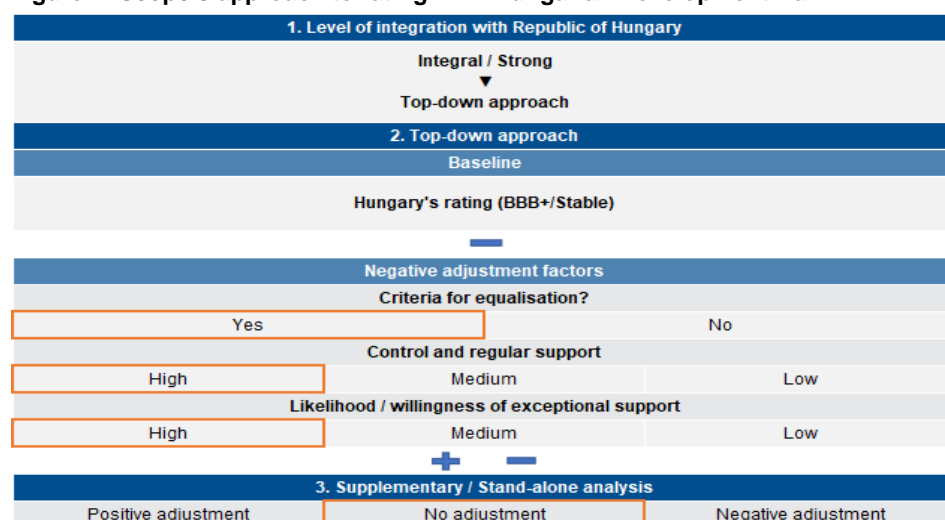 1. Level of integration with Republic of Hungary
Integral / Strong
▼
Top-down approach
2. Top-down approach
Baseline
Hungary's rating (BBB+/Stable)
Negative adjustment factors
Criteria for equalisation?
Yes No
Control and regular support
High Medium Low
Likelihood / willingness of exceptional support
High Medium Low
3. Supplementary / Stand-alone analysis
Positive adjustment No adjustment Negative adjustment